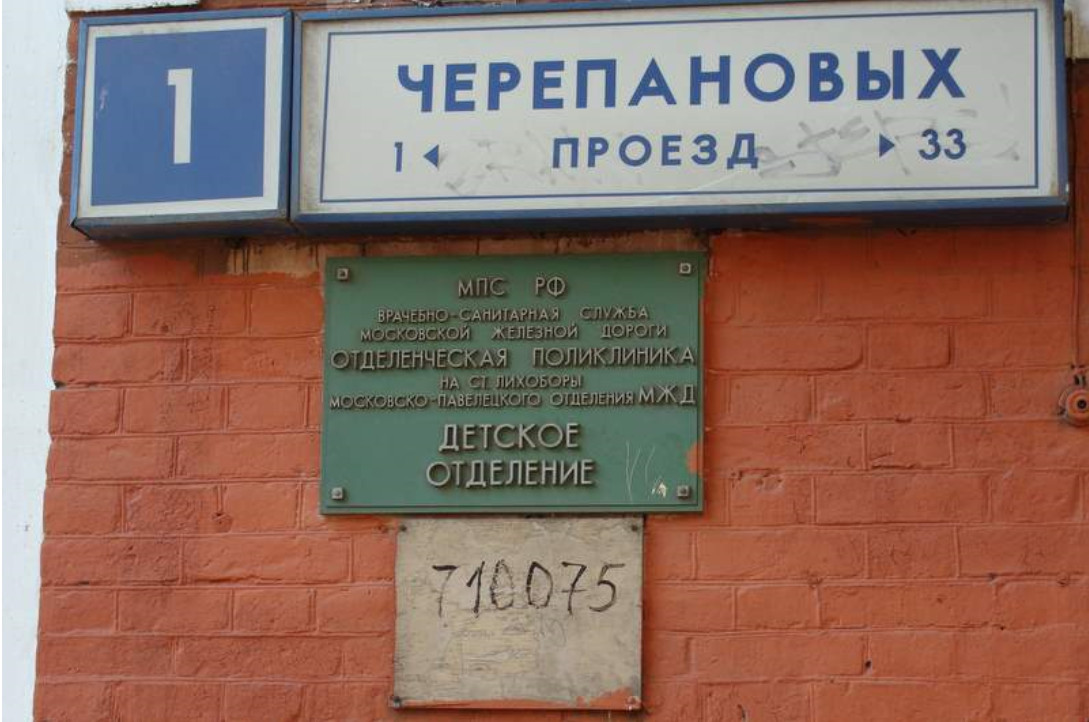 1
ЧЕРЕПАНОВЫХ
1 ПРОЕЗД 33
МПС РФ
ВРАЧЕБНО-САНИТАРНАЯ СЛУЖБА
МОСКОВСКОЙ ЖЕЛЕЗНОЙ ДОРОГИ
ОТДЕЛЕНЧЕСКАЯ ПОЛИКЛИНИКА
НА СТ. ЛИХОБОРЫ
МОСКОВСКО-ПАВЕЛЕЦКОГО ОТДЕЛЕНИЯ МЖД
ДЕТСКОЕ
ОТДЕЛЕНИЕ
710075